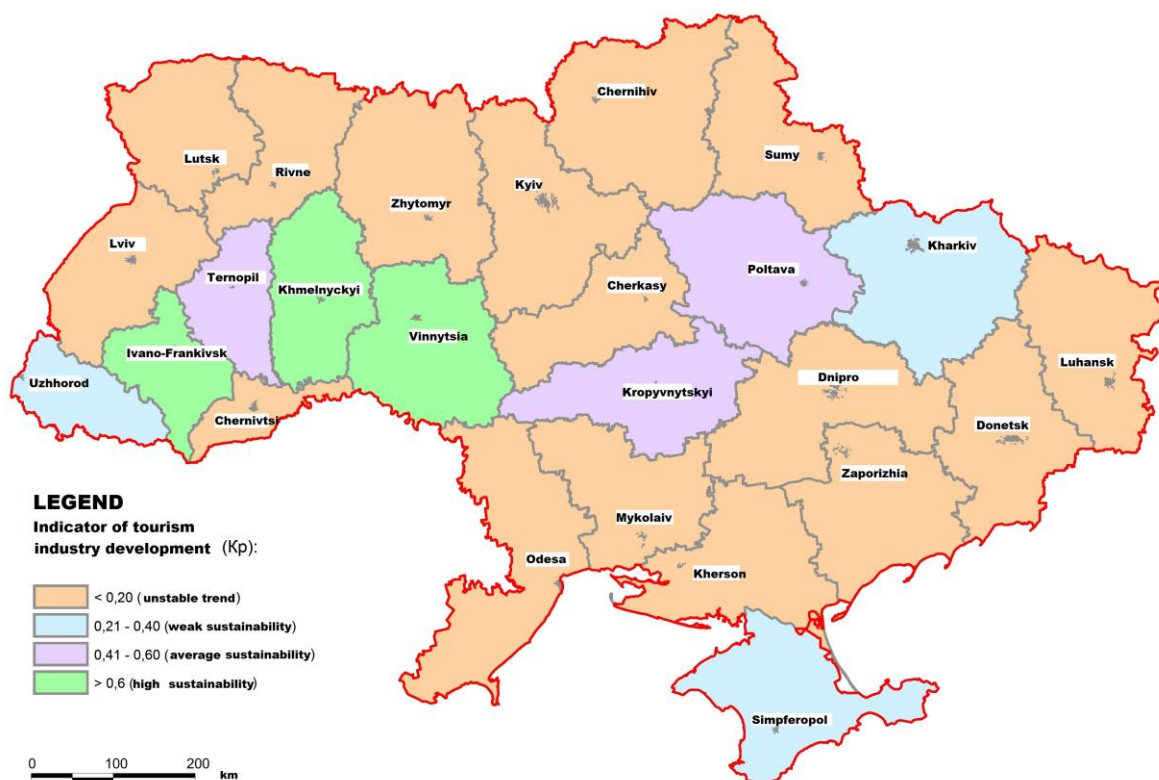 Chernihiv
Sumy
Lutsk
Rivne
Kyiv
Zhytomyr
Lviv
Kharkiv
Ternopil
Poltava
Khmelnyckyi
Cherkasy
Vinnytsia
Ivano-Frankivsk
Luhansk
Uzhhorod
Dnipro
Kropyvnytskyi
Chernivtsi
Donetsk
Zaporizhia
LEGEND
Indicator of tourism
industry development (Кр):
Mykolaiv
Odesa
Kherson
< 0,20 (unstable trend)
0,21 - 0,40 (weak sustainability)
0,41 - 0,60 (average sustainability)
> 0,6 (high sustainability)
Simpferopol
0 100 200
km